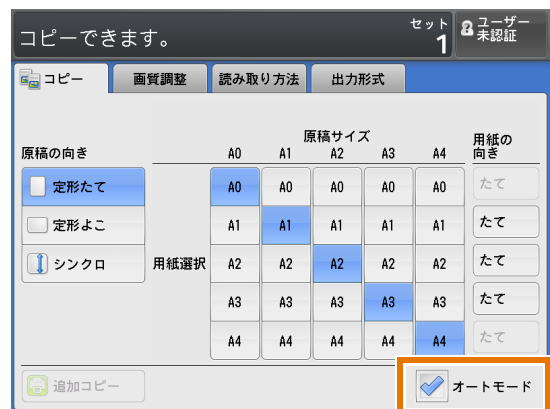 コピーできます。
セット
1
ユーザー
未認証
コピー 画質調整 読み取り方法 出力形式
原稿の向き
原稿サイズ
用紙の
向き
A0 A1 A2 A3 A4
定形たて A0 A0 A0 A0 A0 たて
定形よこ A1 A1 A1 A1 A1 たて
シンクロ 用紙選択 A2 A2 A2 A2 A2 たて
A3 A3 A3 A3 A3 たて
A4 A4 A4 A4 A4 たて
追加コピー オートモード